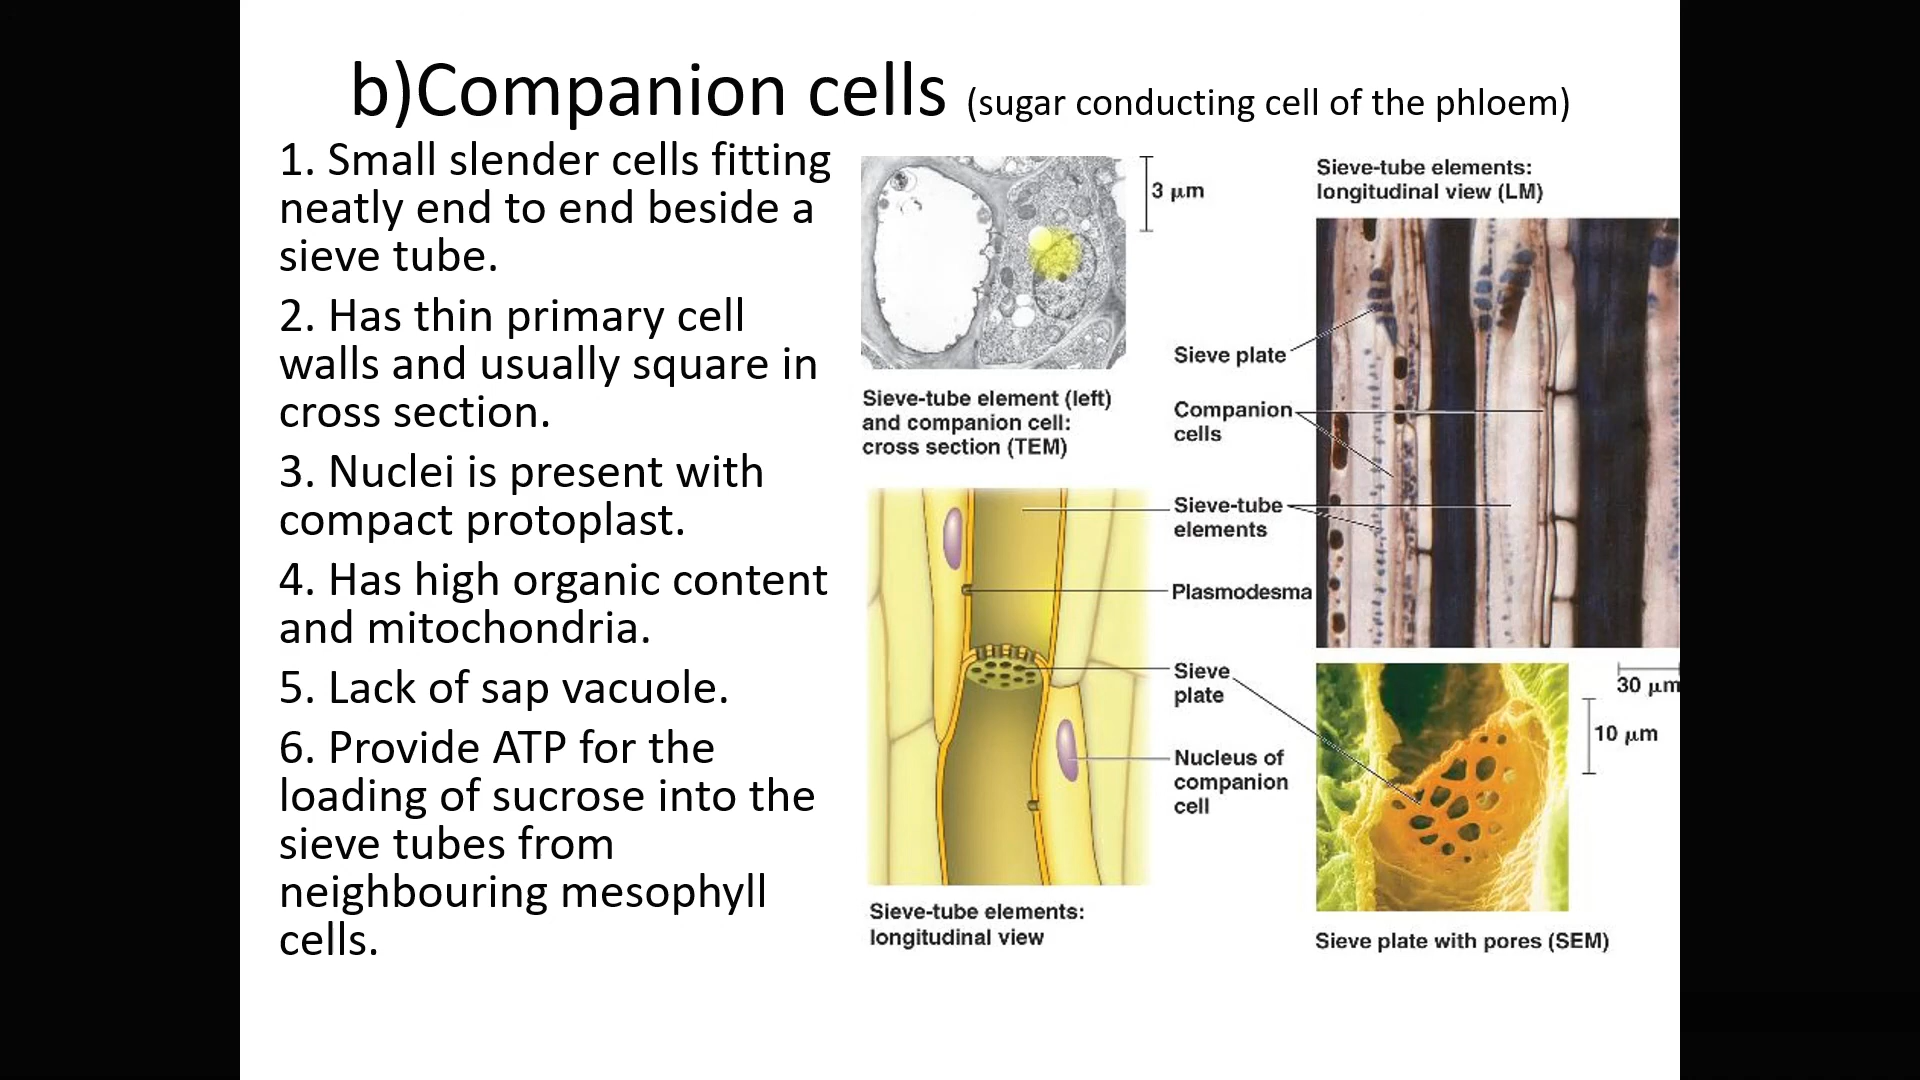 b)Companion cells (sugar conducting cell of the phloem)
1. Small slender cells fitting
neatly end to end beside a
sieve tube.
2. Has thin primary cell
walls and usually square in
cross section.
3. Nuclei is present with
compact protoplast.
4. Has high organic content
and mitochondria.
5. Lack of sap vacuole.
6. Provide ATP for the
loading of sucrose into the
sieve tubes from
neighbouring mesophyll
cells.
3 µm
Sieve-tube element (left)
and companion cell:
cross section (TEM)
Sieve-tube elements:
longitudinal view (LM)
Sieve plate
Companion
cells
Sieve-tube
elements
Plasmodesma
Sieve
plate
Nucleus of
companion
cell
30 µm
10 µm
Sieve-tube elements:
longitudinal view
Sieve plate with pores (SEM)